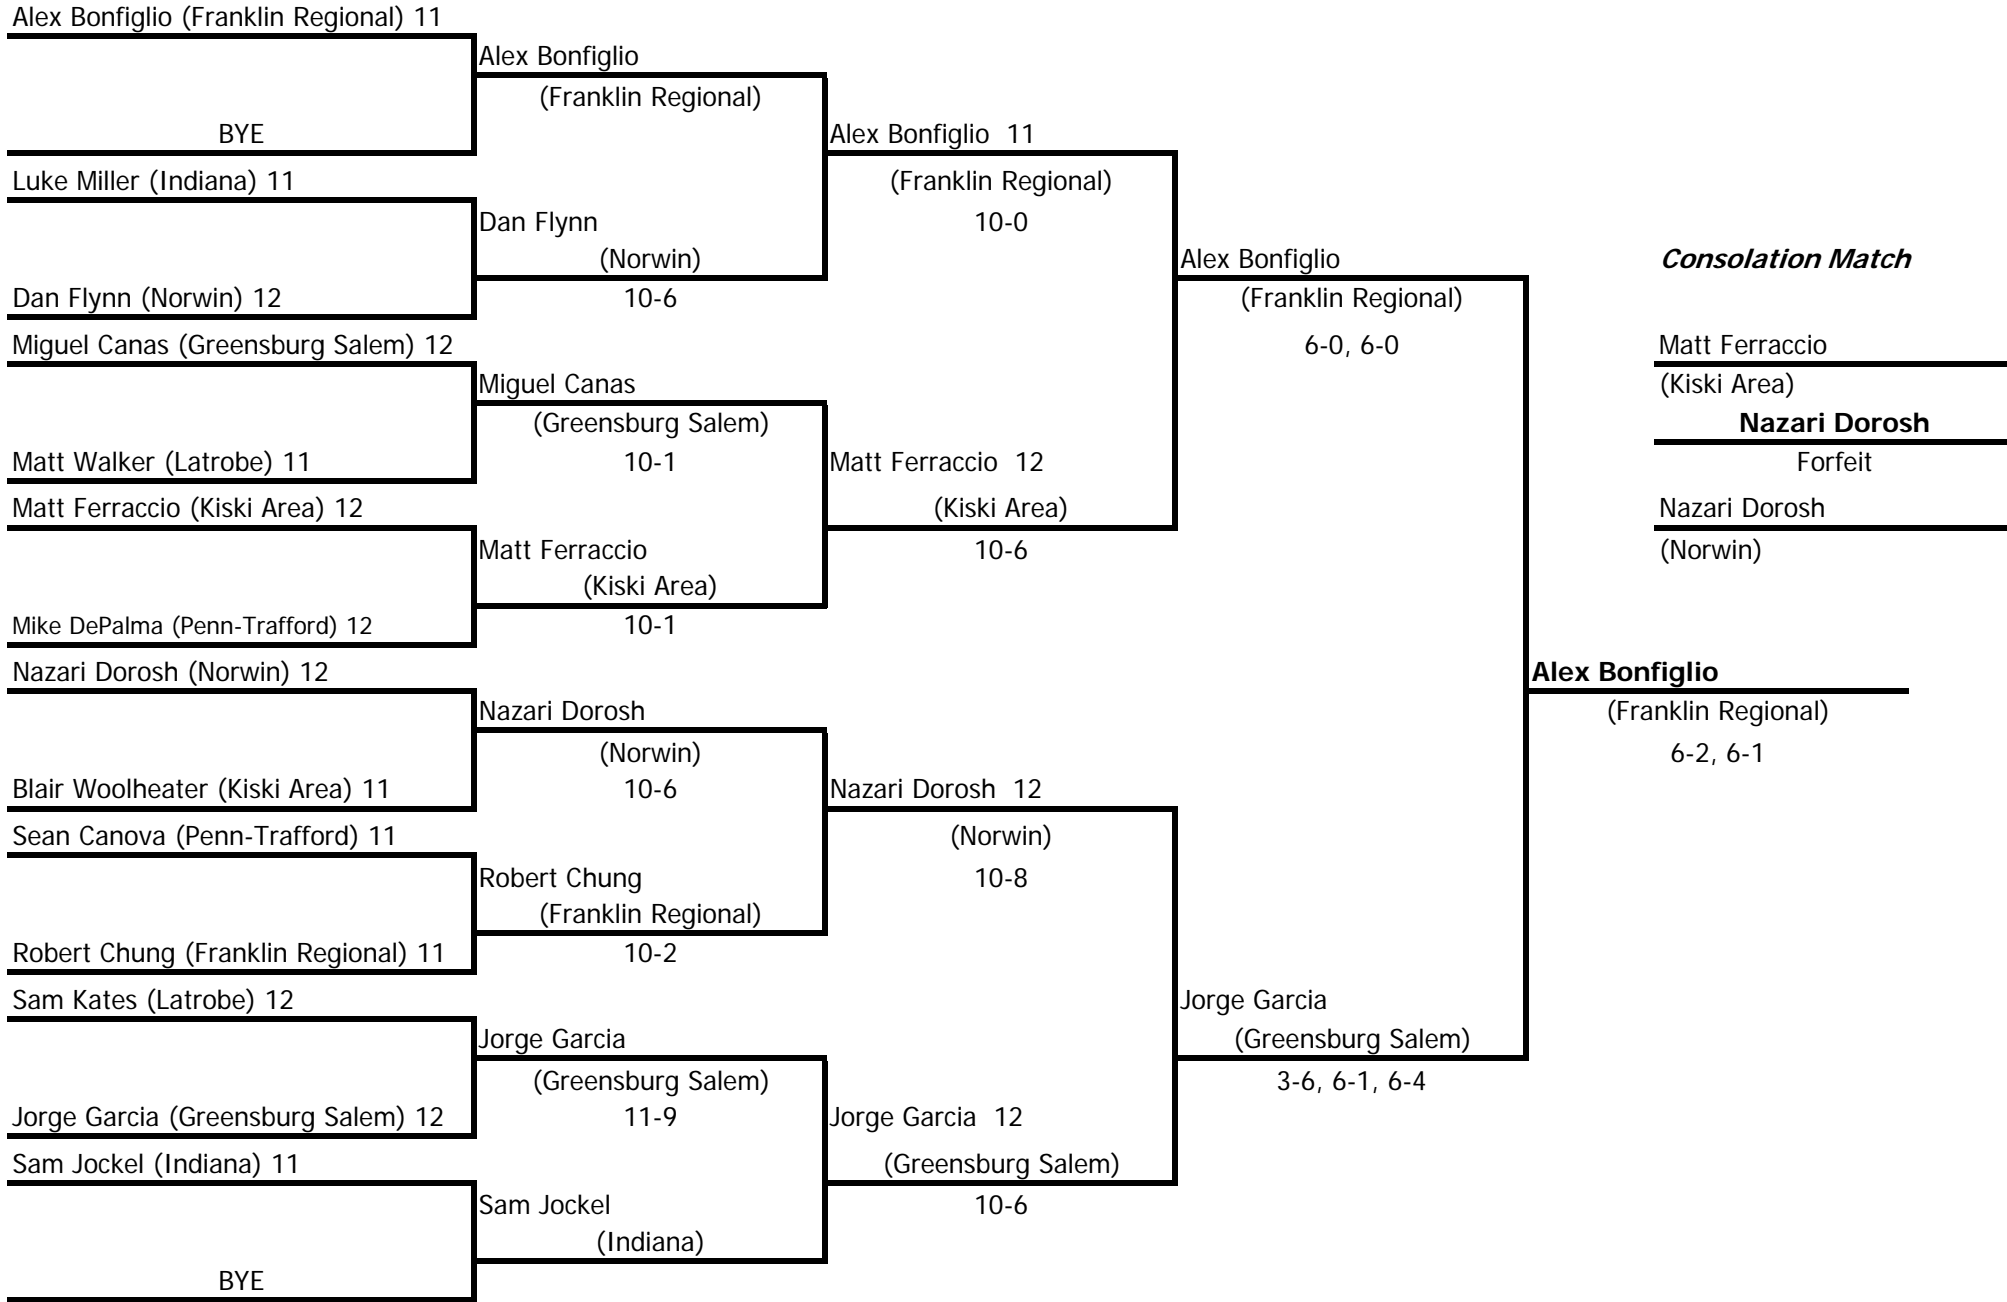 Alex Bonfiglio (Franklin Regional) 11
BYE
Luke Miller (Indiana) 11
Dan Flynn (Norwin) 12
Miguel Canas (Greensburg Salem) 12
Matt Walker (Latrobe) 11
Matt Ferraccio (Kiski Area) 12
Mike DePalma (Penn-Trafford) 12
Nazari Dorosh (Norwin) 12
Blair Woolheater (Kiski Area) 11
Sean Canova (Penn-Trafford) 11
Robert Chung (Franklin Regional) 11
Sam Kates (Latrobe) 12
Jorge Garcia (Greensburg Salem) 12
Sam Jockel (Indiana) 11
BYE
Alex Bonfiglio
(Franklin Regional)
Dan Flynn
(Norwin)
10-6
Miguel Canas
(Greensburg Salem)
10-1
Matt Ferraccio
(Kiski Area)
10-1
Nazari Dorosh
(Norwin)
10-6
Robert Chung
(Franklin Regional)
10-2
Jorge Garcia
(Greensburg Salem)
11-9
Sam Jockel
(Indiana)
Alex Bonfiglio 11
(Franklin Regional)
10-0
Matt Ferraccio 12
(Kiski Area)
10-6
Nazari Dorosh 12
(Norwin)
10-8
Jorge Garcia 12
(Greensburg Salem)
10-6
Alex Bonfiglio
(Franklin Regional)
6-0, 6-0
Jorge Garcia
(Greensburg Salem)
3-6, 6-1, 6-4
Alex Bonfiglio
(Franklin Regional)
6-2, 6-1
Consolation Match
Matt Ferraccio
(Kiski Area)
Nazari Dorosh
Forfeit
Nazari Dorosh
(Norwin)